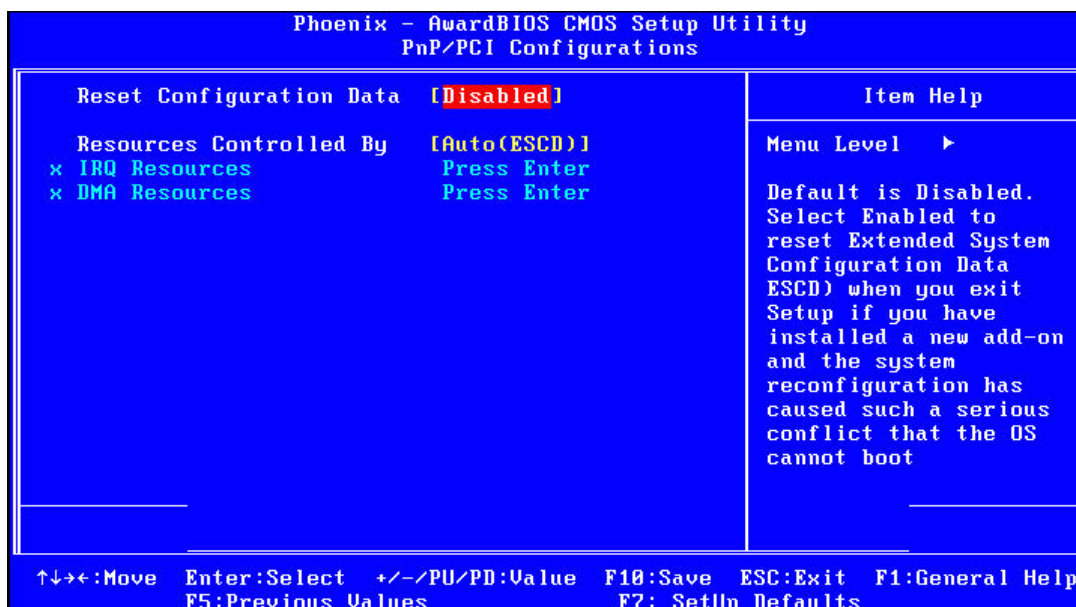 Phoenix - AwardBIOS CMOS Setup Utility
PnP/PCI Configurations
Reset Configuration Data [Disabled]
Resources Controlled By [Auto(ESCD)]
x IRQ Resources Press Enter
x DMA Resources Press Enter
Item Help
Menu Level ►
Default is Disabled.
Select Enabled to
reset Extended System
Configuration Data
ESCD) when you exit
Setup if you have
installed a new add-on
and the system
reconfiguration has
caused such a serious
conflict that the OS
cannot boot
↑↓→←:Move Enter:Select +/-/PU/PD:Value F10:Save ESC:Exit F1:General Help
F5:Previous Values F7: SetUp Defaults